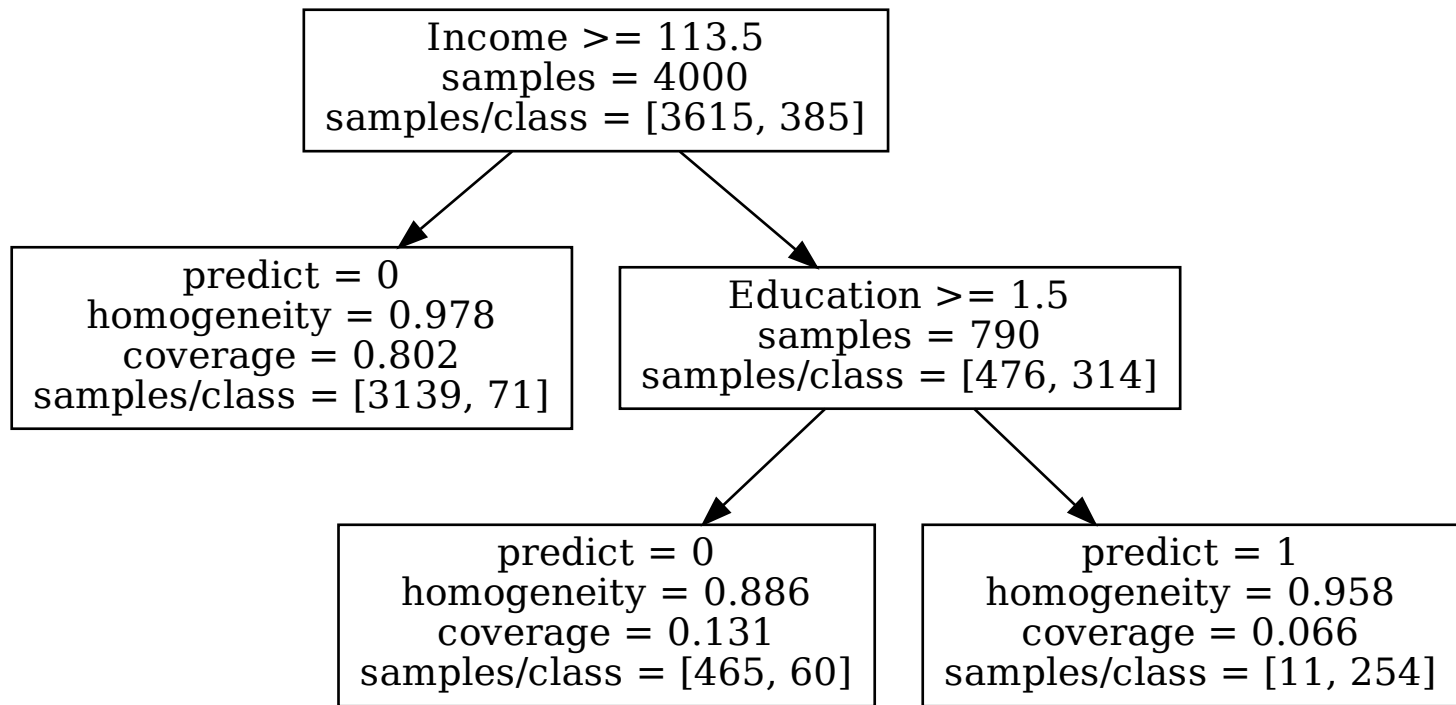 Income >= 113.5
samples = 4000
samples/class = [3615, 385]
predict = 0
homogeneity = 0.978
coverage = 0.802
samples/class = [3139, 71]
Education >= 1.5
samples = 790
samples/class = [476, 314]
predict = 0
homogeneity = 0.886
coverage = 0.131
samples/class = [465, 60]
predict = 1
homogeneity = 0.958
coverage = 0.066
samples/class = [11, 254]